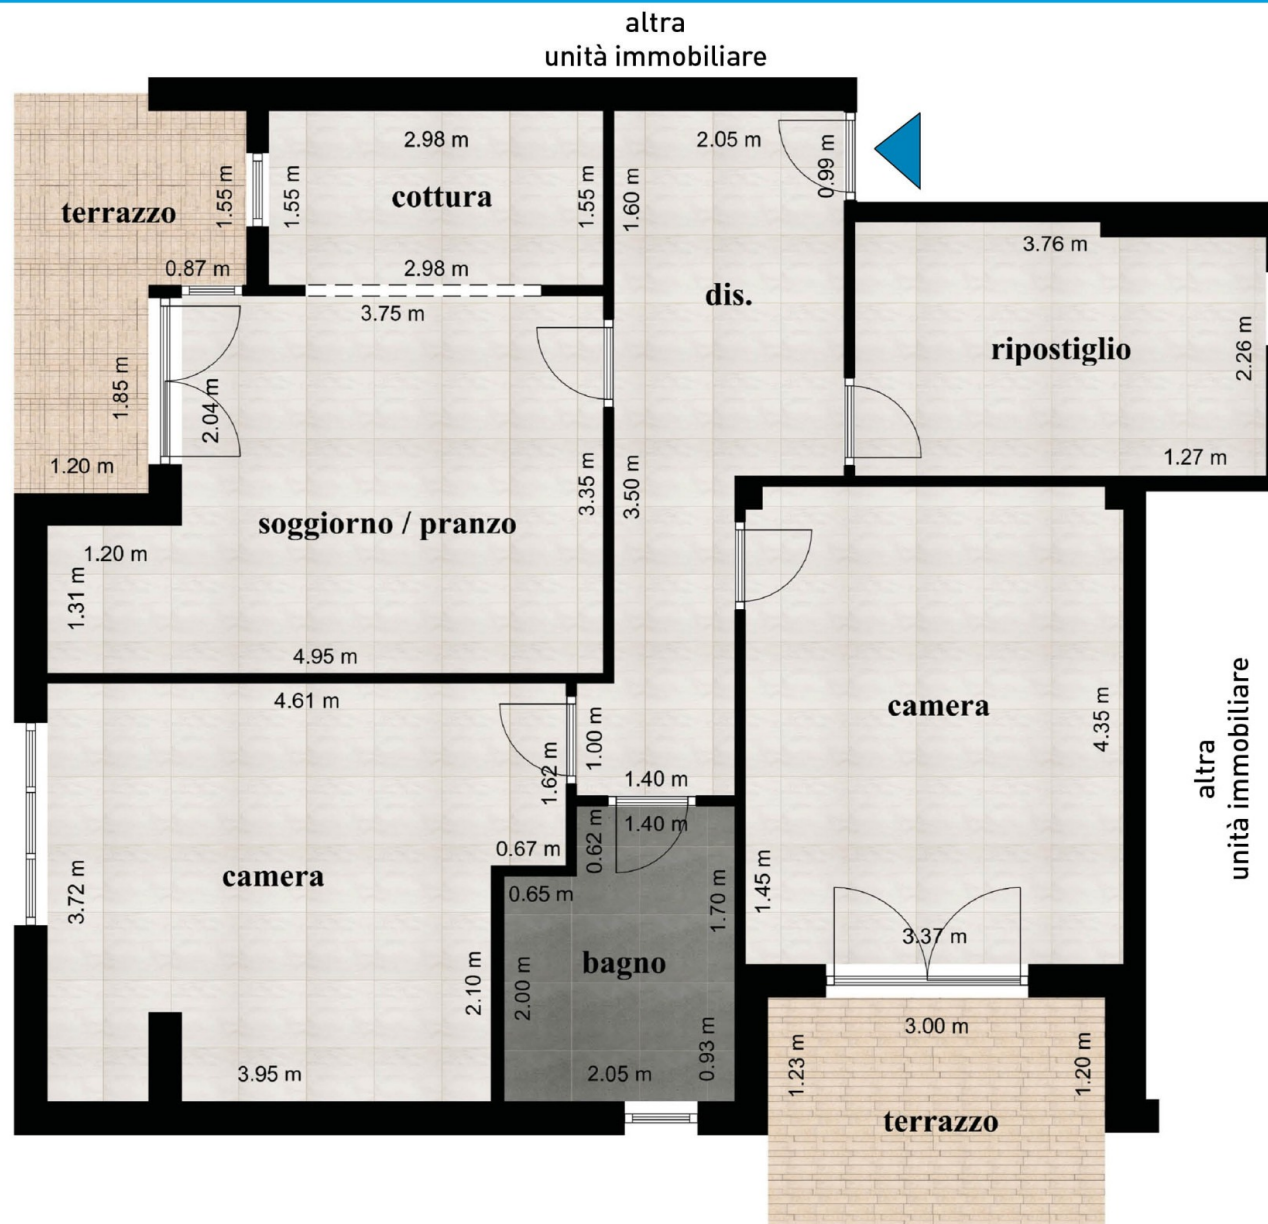 altra
unità immobiliare
2.98 m
cottura
1.55 m
1.55 m
2.98 m
terrazzo
1.55 m
0.87 m
1.85 m
1.20 m
2.05 m
0.99 m
1.60 m
dis.
3.50 m
3.76 m
ripostiglio
2.26 m
1.27 m
3.75 m
2.04 m
3.35 m
soggiorno / pranzo
1.20 m
1.31 m
4.95 m
4.61 m
1.62 m
0.67 m
camera
3.72 m
2.10 m
3.95 m
1.00 m
1.40 m
1.40 m
0.62 m
0.65 m
1.70 m
bagno
2.00 m
0.93 m
2.05 m
camera
4.35 m
1.45 m
3.37 m
3.00 m
1.23 m
1.20 m
terrazzo
altra
unità immobiliare